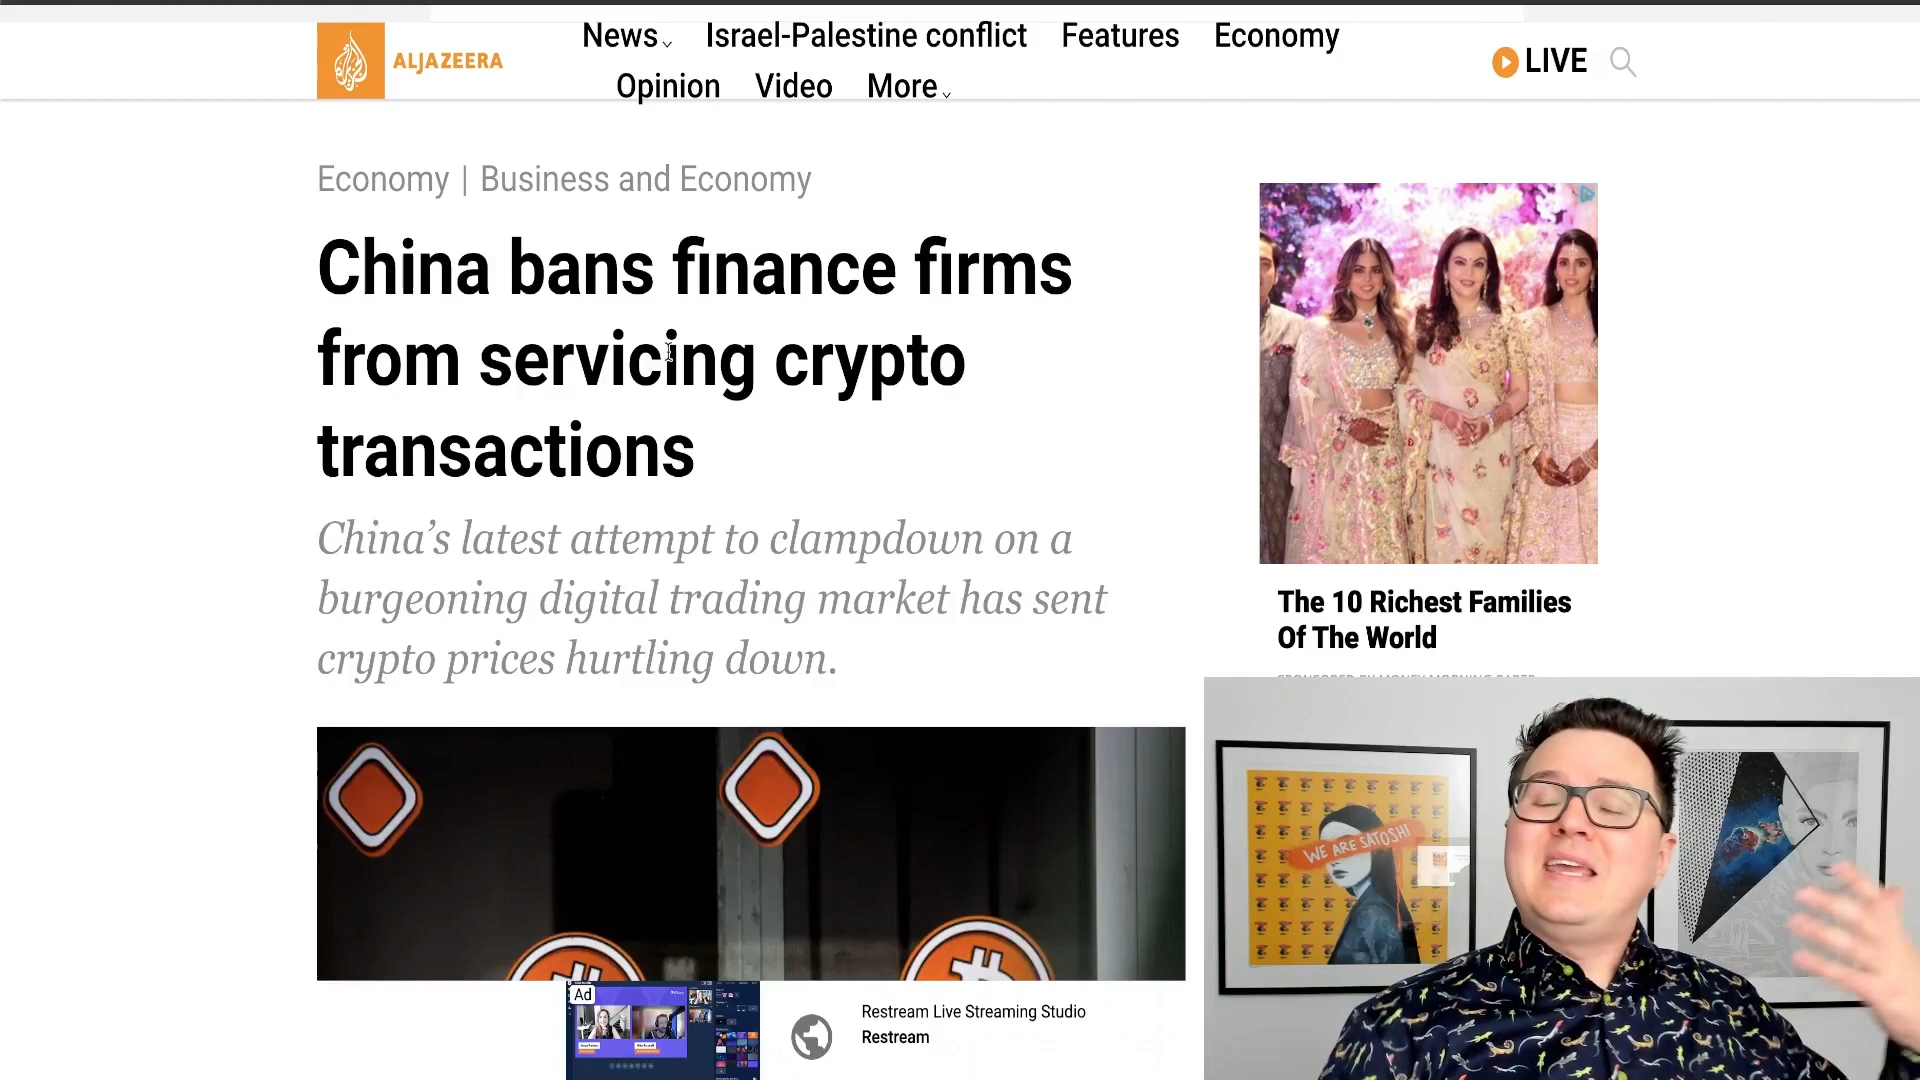 ALJAZEERA
News
Israel-Palestine conflict
Features
Economy
Opinion
Video
More
LIVE
Economy | Business and Economy
China bans finance firms
from servicing crypto
transactions
China's latest attempt to clampdown on a
burgeoning digital trading market has sent
crypto prices hurtling down.
The 10 Richest Families
Of The World
WE ARE SATOSHI
Ad
Restream Live Streaming Studio
Restream